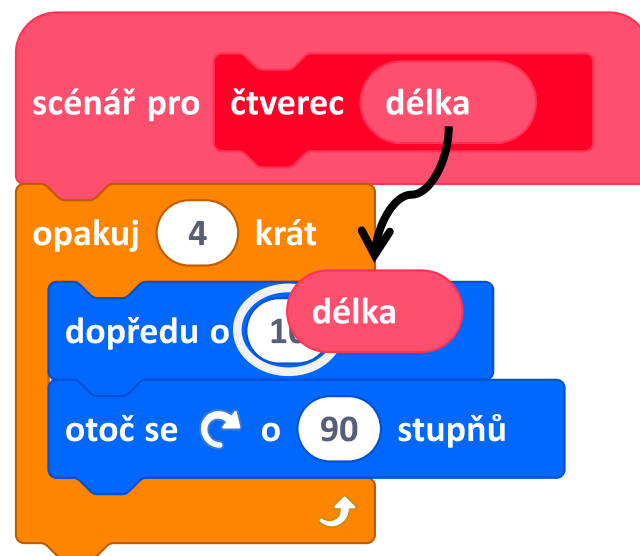 scénář pro čtverec délka
opakuj 4 krát
dopředu o délka
otoč se o 90 stupňů